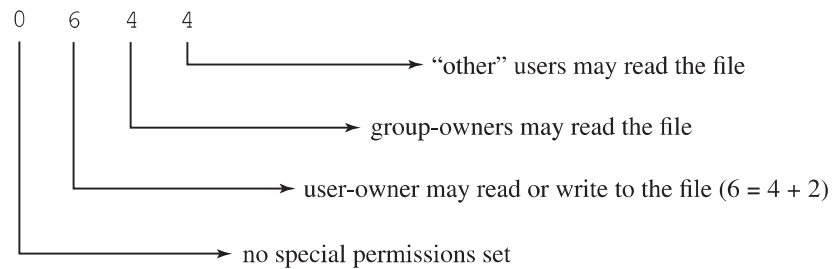 0 6 4 4
“other” users may read the file
group-owners may read the file
user-owner may read or write to the file (6 = 4 + 2)
no special permissions set